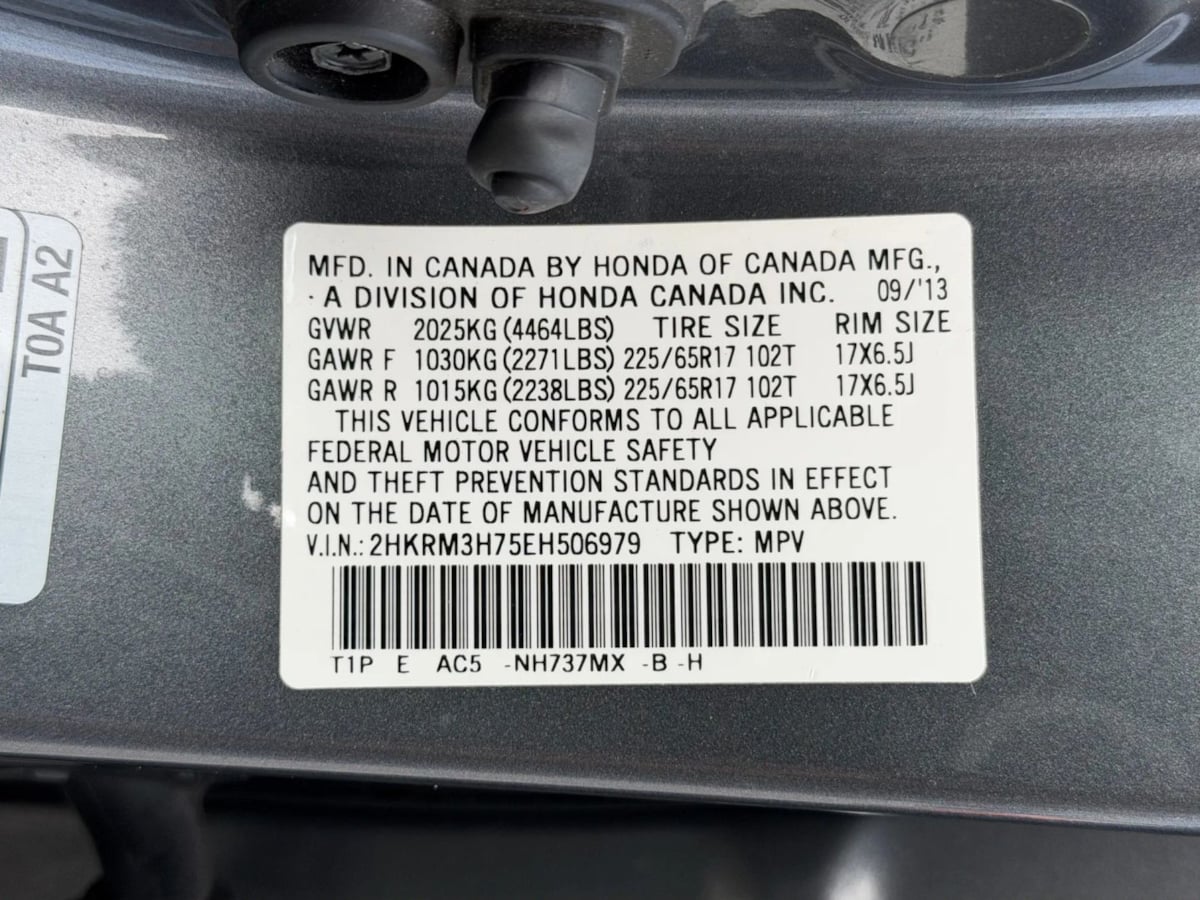 T0A A2
MFD. IN CANADA BY HONDA OF CANADA MFG.,
· A DIVISION OF HONDA CANADA INC. 09/'13
GVWR 2025KG (4464LBS) TIRE SIZE RIM SIZE
GAWR F 1030KG (2271LBS) 225/65R17 102T 17X6.5J
GAWR R 1015KG (2238LBS) 225/65R17 102T 17X6.5J
THIS VEHICLE CONFORMS TO ALL APPLICABLE
FEDERAL MOTOR VEHICLE SAFETY
AND THEFT PREVENTION STANDARDS IN EFFECT
ON THE DATE OF MANUFACTURE SHOWN ABOVE.
V.I.N.: 2HKRM3H75EH506979 TYPE: MPV
T1P E AC5 -NH737MX -B -H